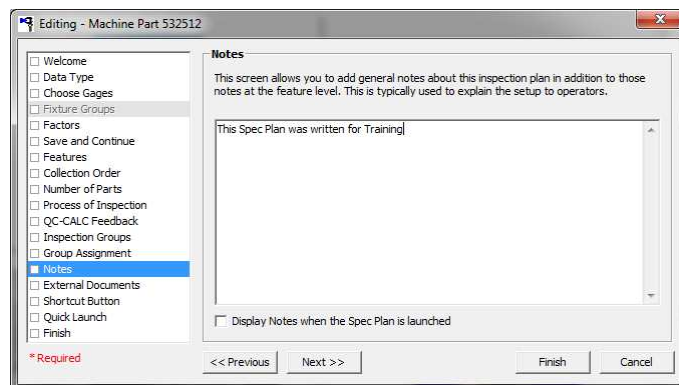 Editing - Machine Part 532512
Welcome
Data Type
Choose Gages
Fixture Groups
Factors
Save and Continue
Features
Collection Order
Number of Parts
Process of Inspection
QC-CALC Feedback
Inspection Groups
Group Assignment
Notes
External Documents
Shortcut Button
Quick Launch
Finish
* Required
Notes
This screen allows you to add general notes about this inspection plan in addition to those
notes at the feature level. This is typically used to explain the setup to operators.
This Spec Plan was written for Training
Display Notes when the Spec Plan is launched
<< Previous
Next >>
Finish
Cancel